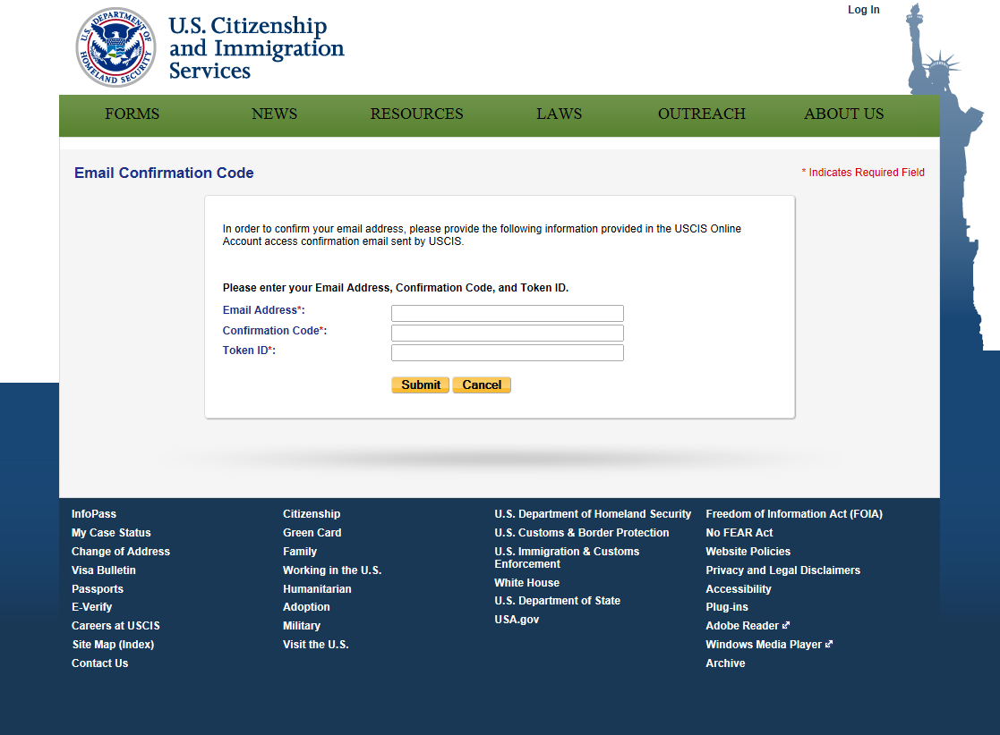 Log In
U.S. DEPARTMENT OF HOMELAND SECURITY
U.S. Citizenship
and Immigration
Services
FORMS NEWS RESOURCES LAWS OUTREACH ABOUT US
Email Confirmation Code
* Indicates Required Field
In order to confirm your email address, please provide the following information provided in the USCIS Online
Account access confirmation email sent by USCIS.
Please enter your Email Address, Confirmation Code, and Token ID.
Email Address*:
Confirmation Code*:
Token ID*:
Submit Cancel
InfoPass
My Case Status
Change of Address
Visa Bulletin
Passports
E-Verify
Careers at USCIS
Site Map (Index)
Contact Us
Citizenship
Green Card
Family
Working in the U.S.
Humanitarian
Adoption
Military
Visit the U.S.
U.S. Department of Homeland Security
U.S. Customs & Border Protection
U.S. Immigration & Customs
Enforcement
White House
U.S. Department of State
USA.gov
Freedom of Information Act (FOIA)
No FEAR Act
Website Policies
Privacy and Legal Disclaimers
Accessibility
Plug-ins
Adobe Reader
Windows Media Player
Archive